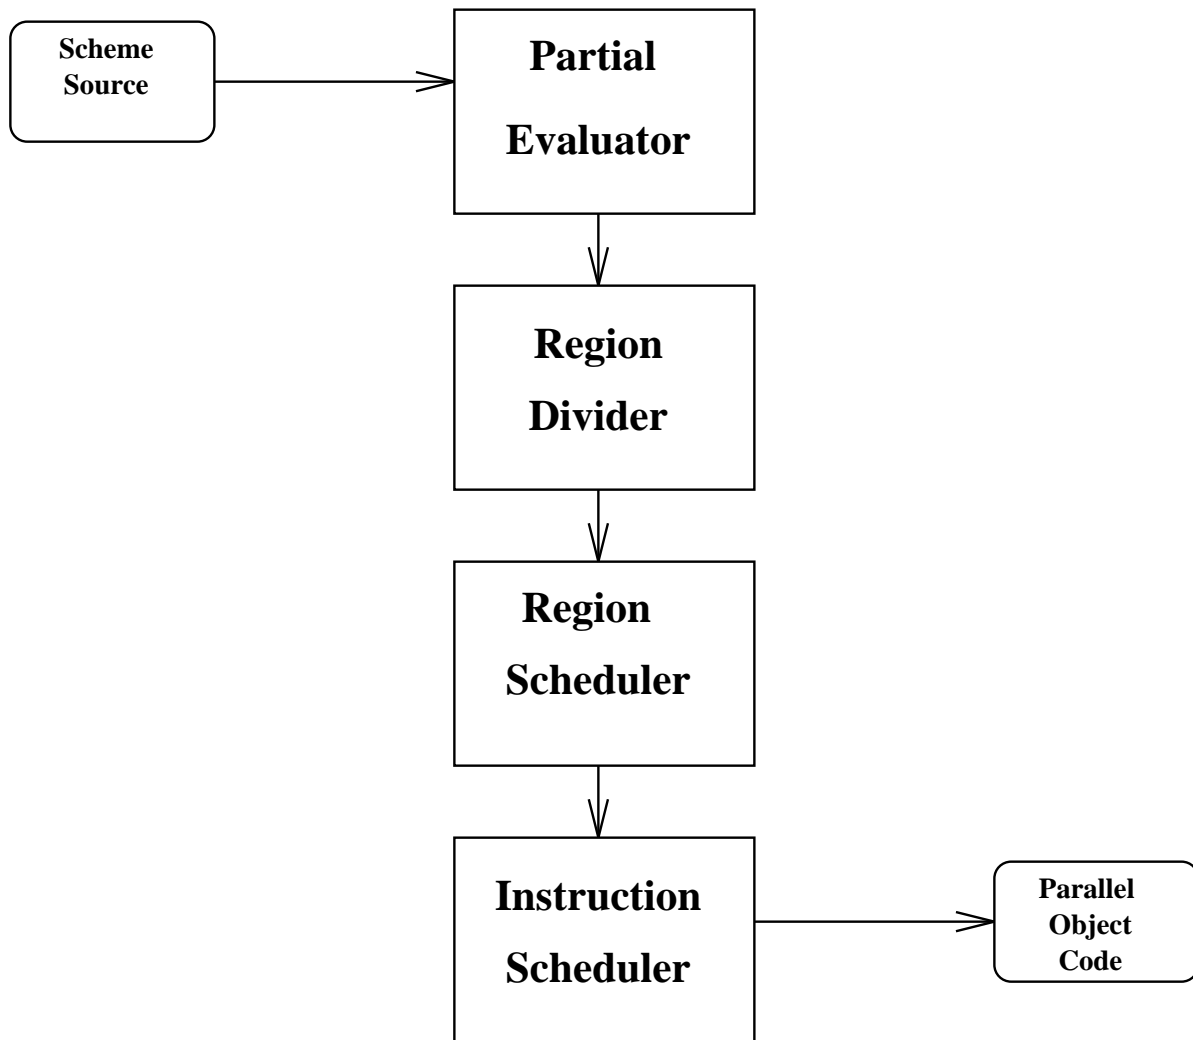 Scheme
Source
Partial
Evaluator
Region
Divider
Region
Scheduler
Instruction
Scheduler
Parallel
Object
Code